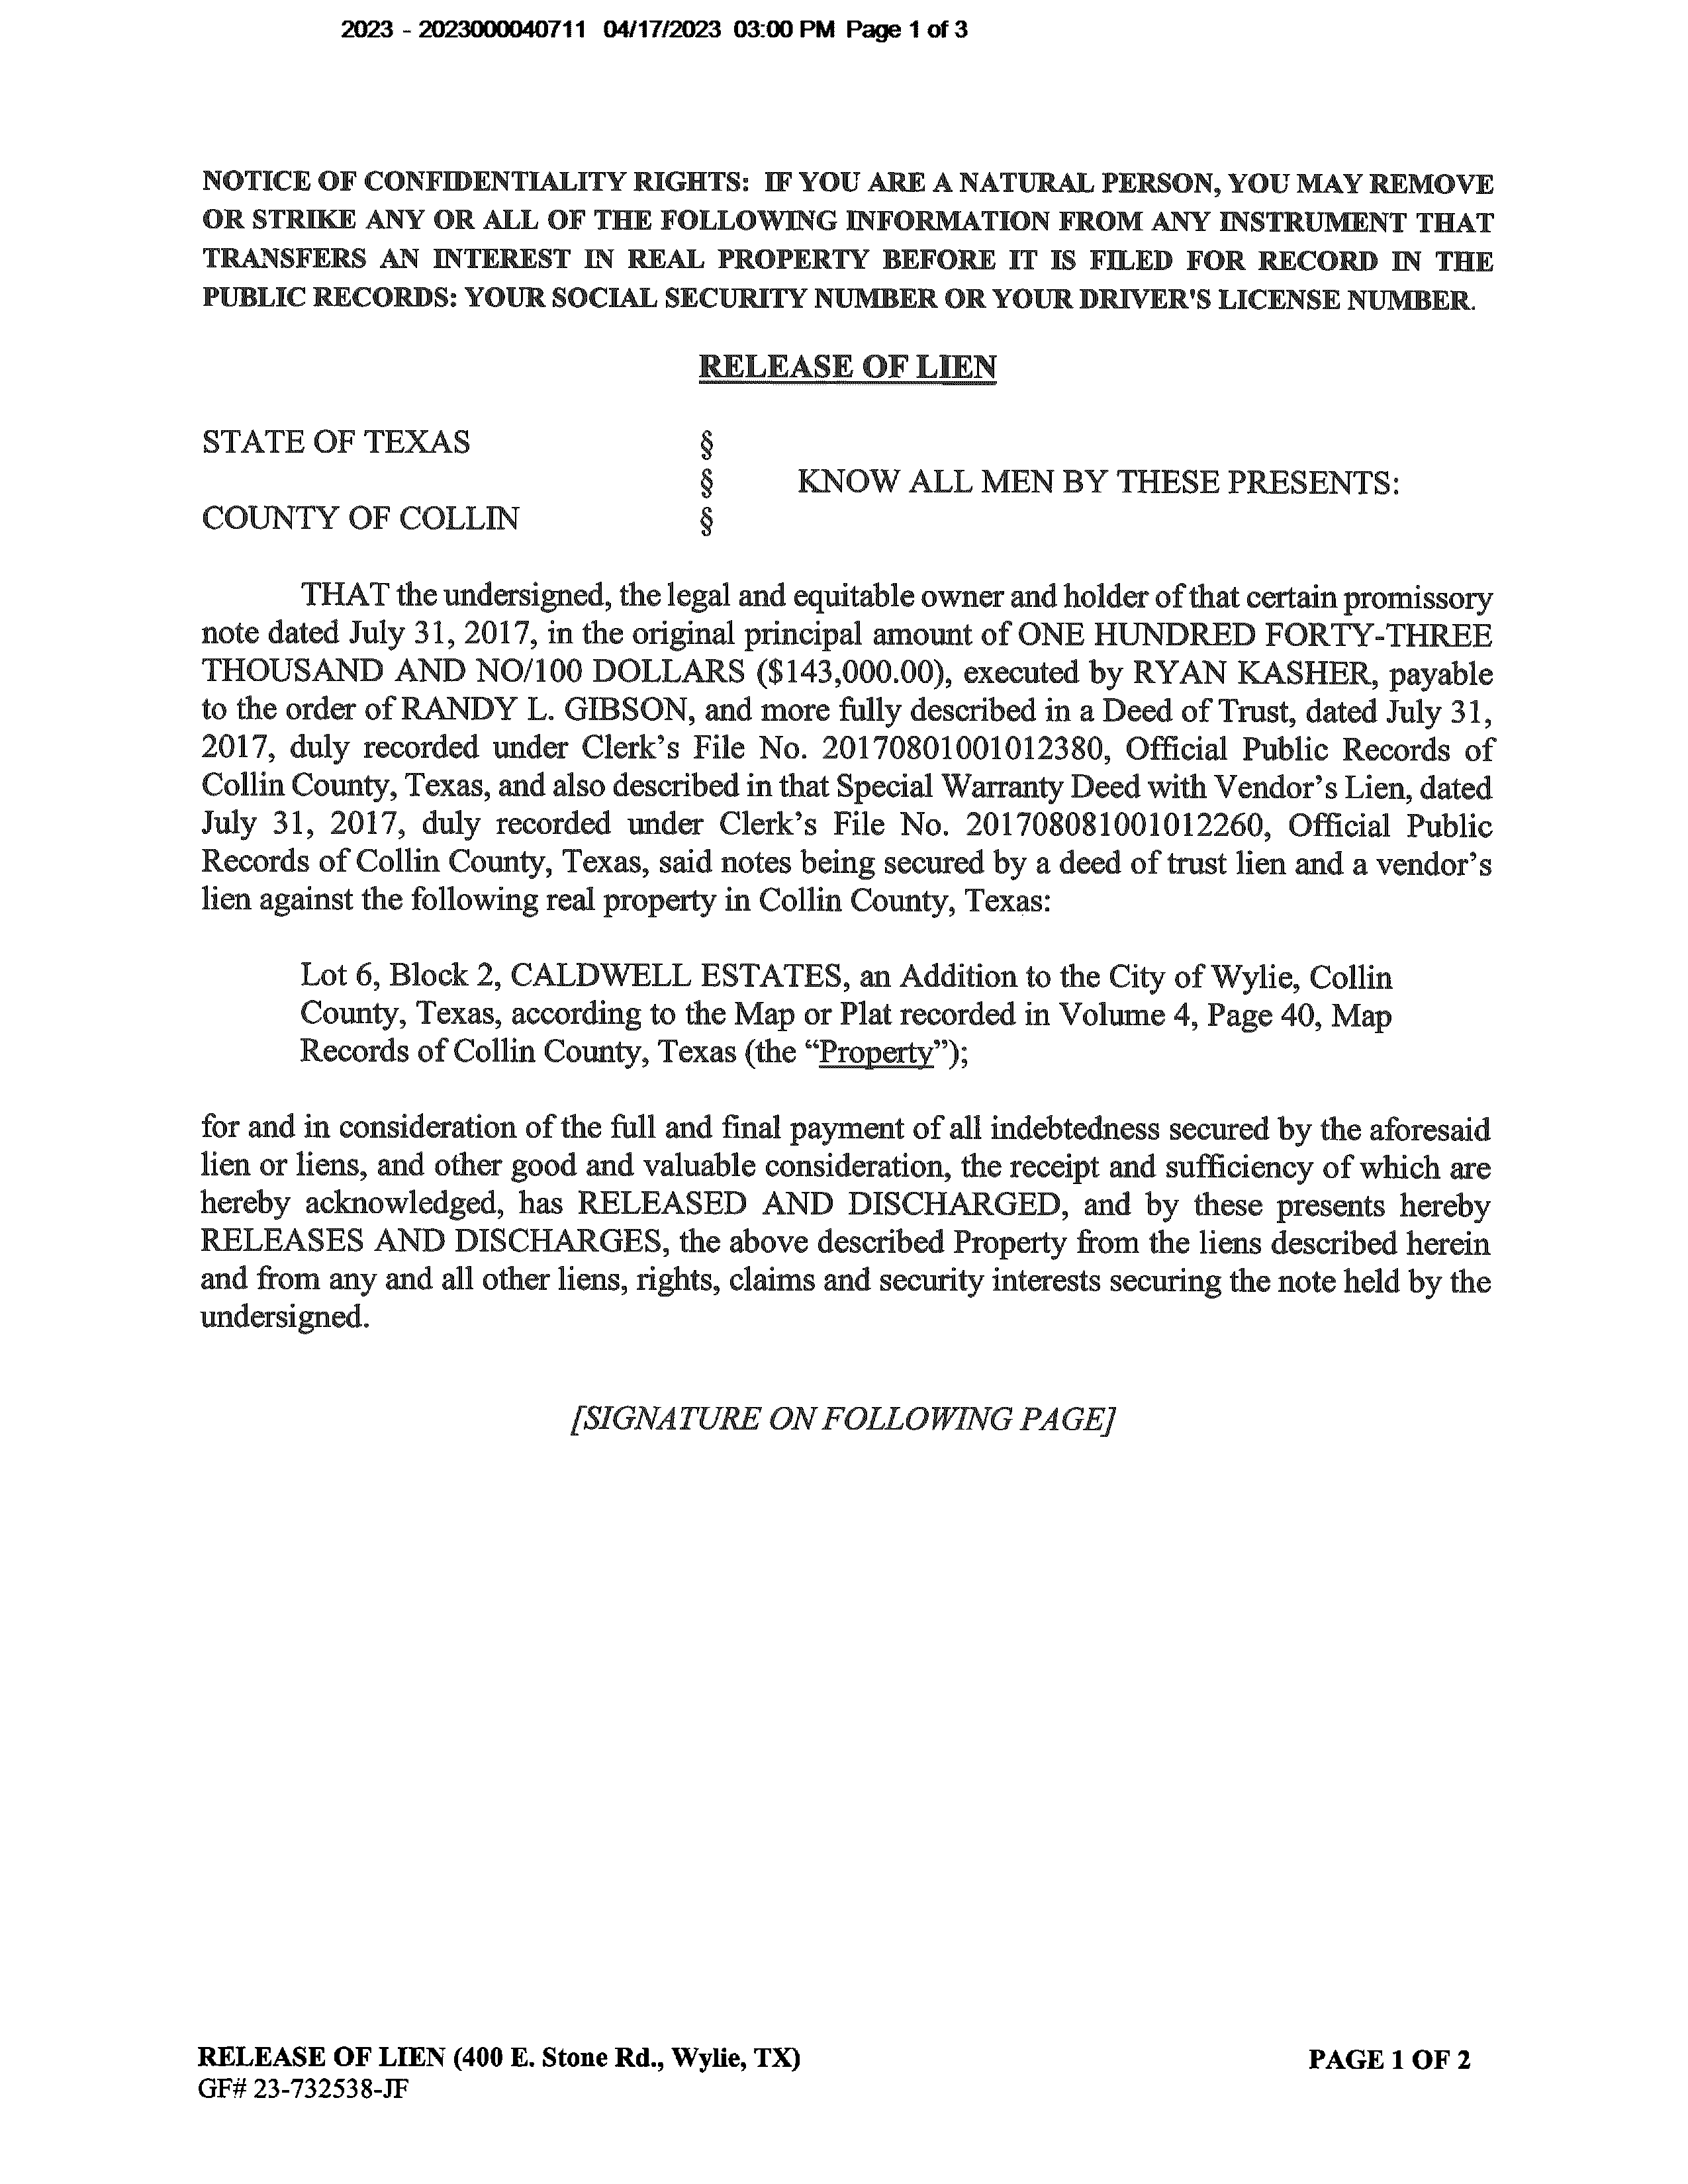 2023 - 2023000040711 04/17/2023 03:00 PM Page 1 of 3
NOTICE OF CONFIDENTIALITY RIGHTS: IF YOU ARE A NATURAL PERSON, YOU MAY REMOVE
OR STRIKE ANY OR ALL OF THE FOLLOWING INFORMATION FROM ANY INSTRUMENT THAT
TRANSFERS AN INTEREST IN REAL PROPERTY BEFORE IT IS FILED FOR RECORD IN THE
PUBLIC RECORDS: YOUR SOCIAL SECURITY NUMBER OR YOUR DRIVER'S LICENSE NUMBER.
RELEASE OF LIEN
STATE OF TEXAS §
§ KNOW ALL MEN BY THESE PRESENTS:
COUNTY OF COLLIN §
THAT the undersigned, the legal and equitable owner and holder of that certain promissory
note dated July 31, 2017, in the original principal amount of ONE HUNDRED FORTY-THREE
THOUSAND AND NO/100 DOLLARS ($143,000.00), executed by RYAN KASHER, payable
to the order of RANDY L. GIBSON, and more fully described in a Deed of Trust, dated July 31,
2017, duly recorded under Clerk's File No. 20170801001012380, Official Public Records of
Collin County, Texas, and also described in that Special Warranty Deed with Vendor's Lien, dated
July 31, 2017, duly recorded under Clerk's File No. 201708081001012260, Official Public
Records of Collin County, Texas, said notes being secured by a deed of trust lien and a vendor's
lien against the following real property in Collin County, Texas:
Lot 6, Block 2, CALDWELL ESTATES, an Addition to the City of Wylie, Collin
County, Texas, according to the Map or Plat recorded in Volume 4, Page 40, Map
Records of Collin County, Texas (the “Property”);
for and in consideration of the full and final payment of all indebtedness secured by the aforesaid
lien or liens, and other good and valuable consideration, the receipt and sufficiency of which are
hereby acknowledged, has RELEASED AND DISCHARGED, and by these presents hereby
RELEASES AND DISCHARGES, the above described Property from the liens described herein
and from any and all other liens, rights, claims and security interests securing the note held by the
undersigned.
[SIGNATURE ON FOLLOWING PAGE]
RELEASE OF LIEN (400 E. Stone Rd., Wylie, TX) PAGE 1 OF 2
GF# 23-732538-JF